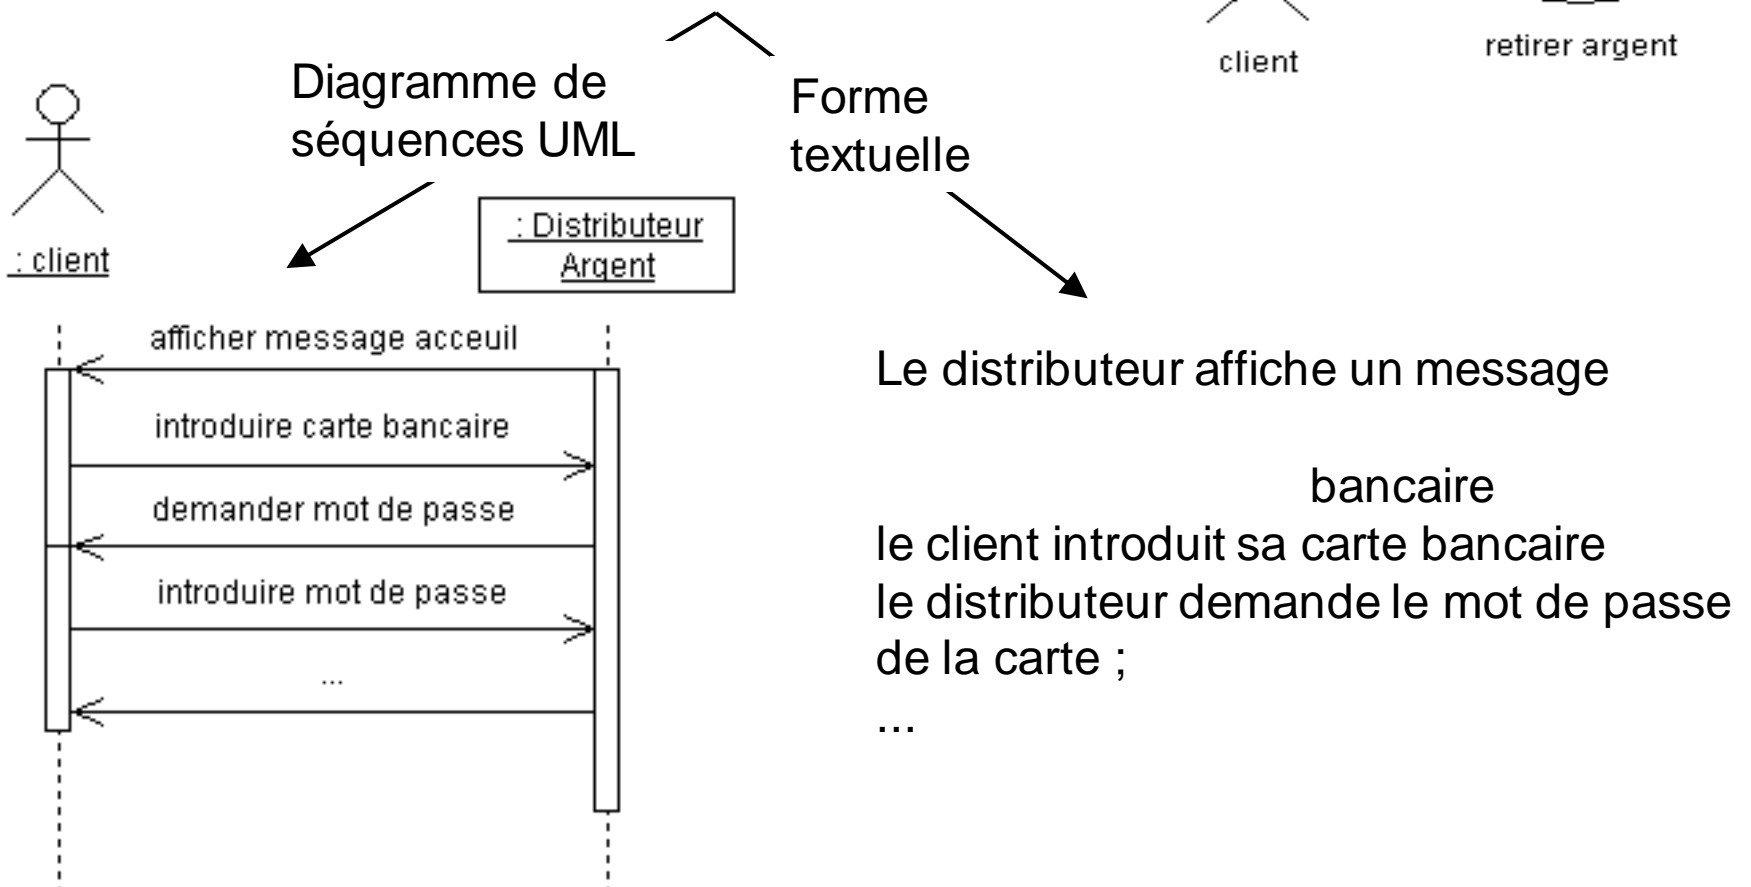 client
retirer argent
Diagramme de
séquences UML
Forme
textuelle
: client
: Distributeur
Argent
afficher message acceuil
introduire carte bancaire
demander mot de passe
introduire mot de passe
...
Le distributeur affiche un message
bancaire
le client introduit sa carte bancaire
le distributeur demande le mot de passe
de la carte ;
...